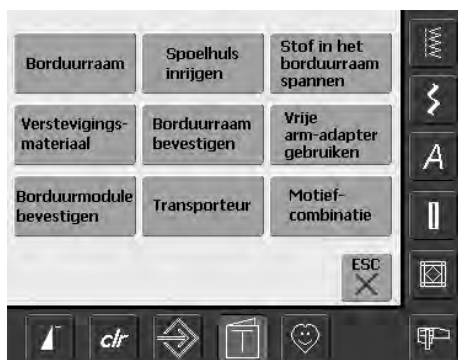 Borduurraam
Spoelhuls
inrijgen
Stof in het
borduurraam
spannen
Verstevigings-
materiaal
Borduurraam
bevestigen
Vrije
arm-adapter
gebruiken
Borduurmodule
bevestigen
Transporteur
Motief-
combinatie
ESC
A
clr